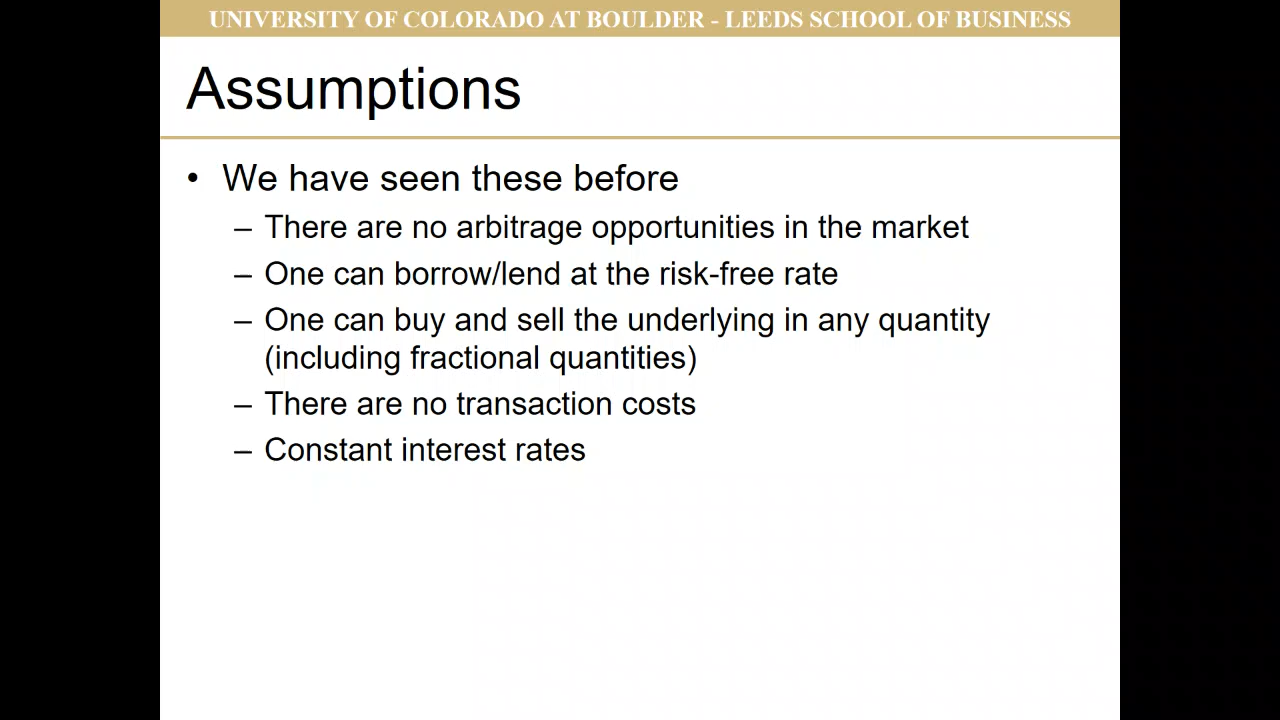 UNIVERSITY OF COLORADO AT BOULDER - LEEDS SCHOOL OF BUSINESS
Assumptions
• We have seen these before
– There are no arbitrage opportunities in the market
– One can borrow/lend at the risk-free rate
– One can buy and sell the underlying in any quantity
(including fractional quantities)
– There are no transaction costs
– Constant interest rates